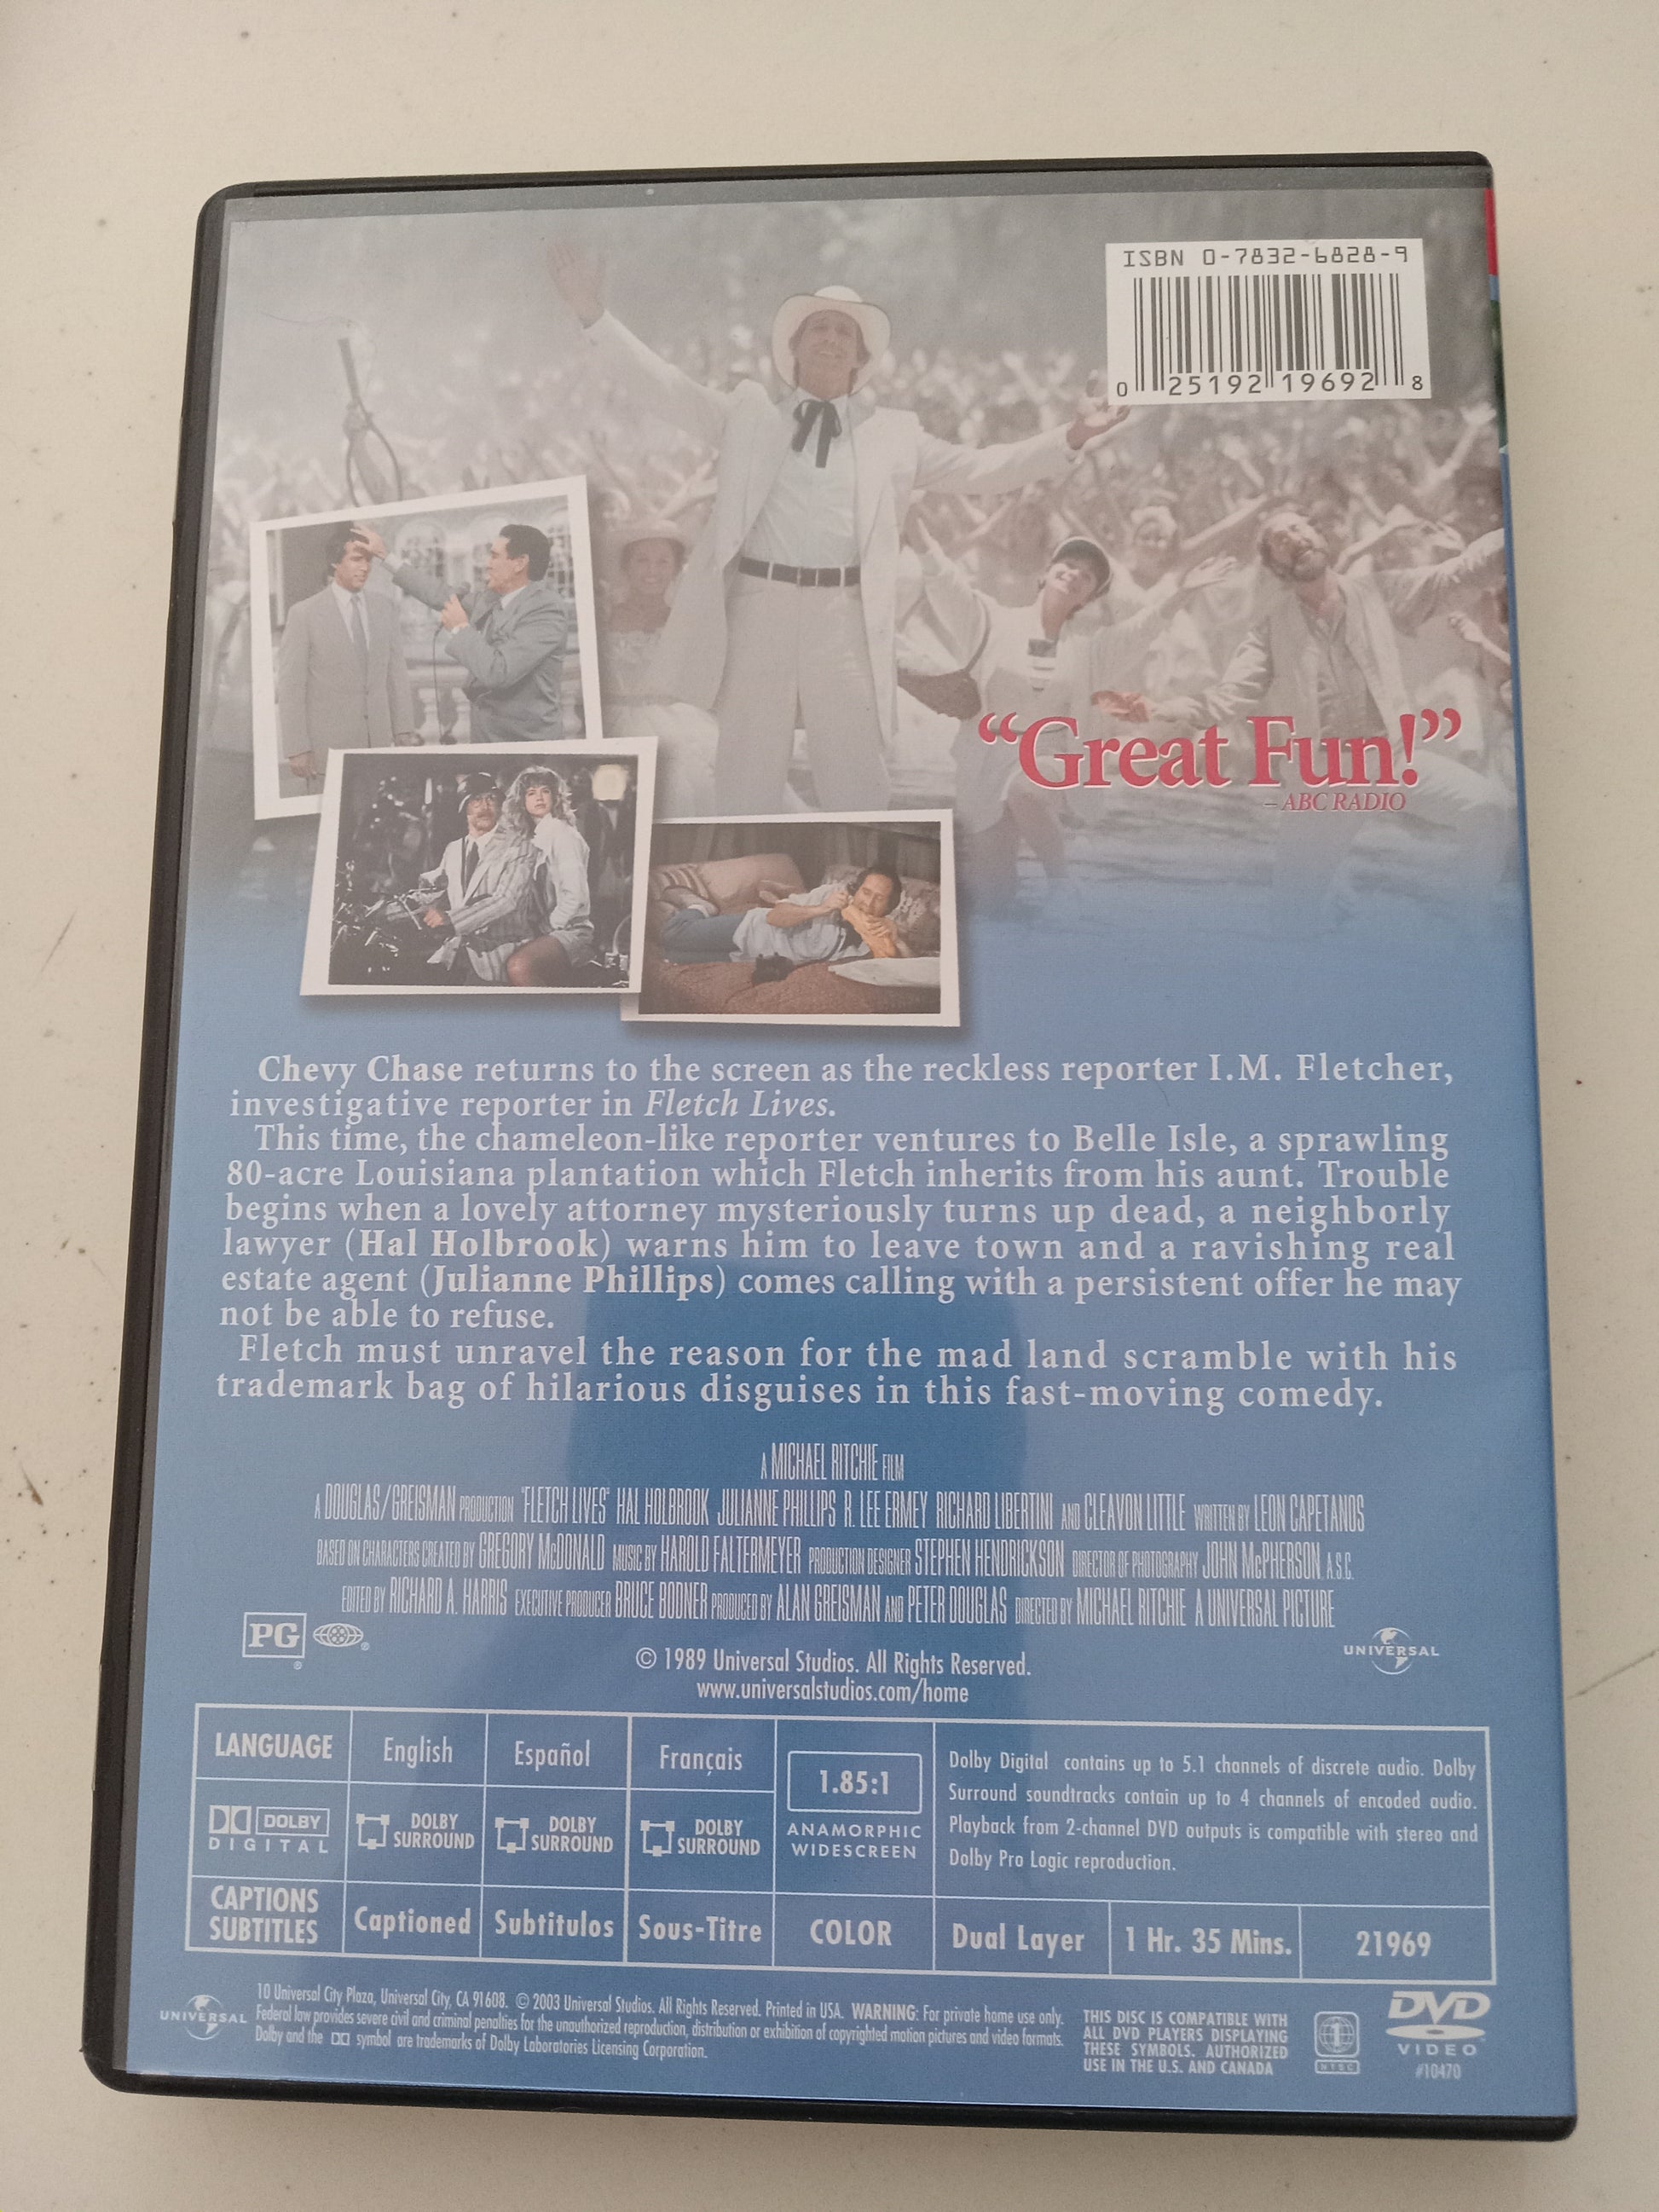 ISBN 0-7832-6828-9
0 25192 19692 8
“Great Fun!”
– ABC RADIO
Chevy Chase returns to the screen as the reckless reporter I.M. Fletcher,
investigative reporter in Fletch Lives.
This time, the chameleon-like reporter ventures to Belle Isle, a sprawling
80-acre Louisiana plantation which Fletch inherits from his aunt. Trouble
begins when a lovely attorney mysteriously turns up dead, a neighborly
lawyer (Hal Holbrook) warns him to leave town and a ravishing real
estate agent (Julianne Phillips) comes calling with a persistent offer he may
not be able to refuse.
Fletch must unravel the reason for the mad land scramble with his
trademark bag of hilarious disguises in this fast-moving comedy.
A MICHAEL RITCHIE FILM
A DOUGLAS/GREISMAN PRODUCTION "FLETCH LIVES" HAL HOLBROOK JULIANNE PHILLIPS R. LEE ERMEY RICHARD LIBERTINI AND CLEAVON LITTLE WRITTEN BY LEON CAPETANOS
BASED ON CHARACTERS CREATED BY GREGORY McDONALD MUSIC BY HAROLD FALTERMEYER PRODUCTION DESIGNER STEPHEN HENDRICKSON DIRECTOR OF PHOTOGRAPHY JOHN McPHERSON, A.S.C.
EDITED BY RICHARD A. HARRIS EXECUTIVE PRODUCER BRUCE BODNER PRODUCED BY ALAN GREISMAN AND PETER DOUGLAS DIRECTED BY MICHAEL RITCHIE A UNIVERSAL PICTURE
PG ® ®
UNIVERSAL
© 1989 Universal Studios. All Rights Reserved.
www.universalstudios.com/home
LANGUAGE English Español Français
1.85:1
ANAMORPHIC
WIDESCREEN
Dolby Digital contains up to 5.1 channels of discrete audio. Dolby
Surround soundtracks contain up to 4 channels of encoded audio.
Playback from 2-channel DVD outputs is compatible with stereo and
Dolby Pro Logic reproduction.
DOLBY
DIGITAL
DOLBY
SURROUND
DOLBY
SURROUND
DOLBY
SURROUND
CAPTIONS
SUBTITLES
Captioned Subtitulos Sous-Titre COLOR Dual Layer 1 Hr. 35 Mins. 21969
UNIVERSAL
10 Universal City Plaza, Universal City, CA 91608. © 2003 Universal Studios. All Rights Reserved. Printed in USA. WARNING: For private home use only.
Federal law provides severe civil and criminal penalties for the unauthorized reproduction, distribution or exhibition of copyrighted motion pictures and video formats.
Dolby and the symbol are trademarks of Dolby Laboratories Licensing Corporation.
THIS DISC IS COMPATIBLE WITH
ALL DVD PLAYERS DISPLAYING
THESE SYMBOLS. AUTHORIZED
USE IN THE U.S. AND CANADA
1
NTSC
DVD
VIDEO
#10470